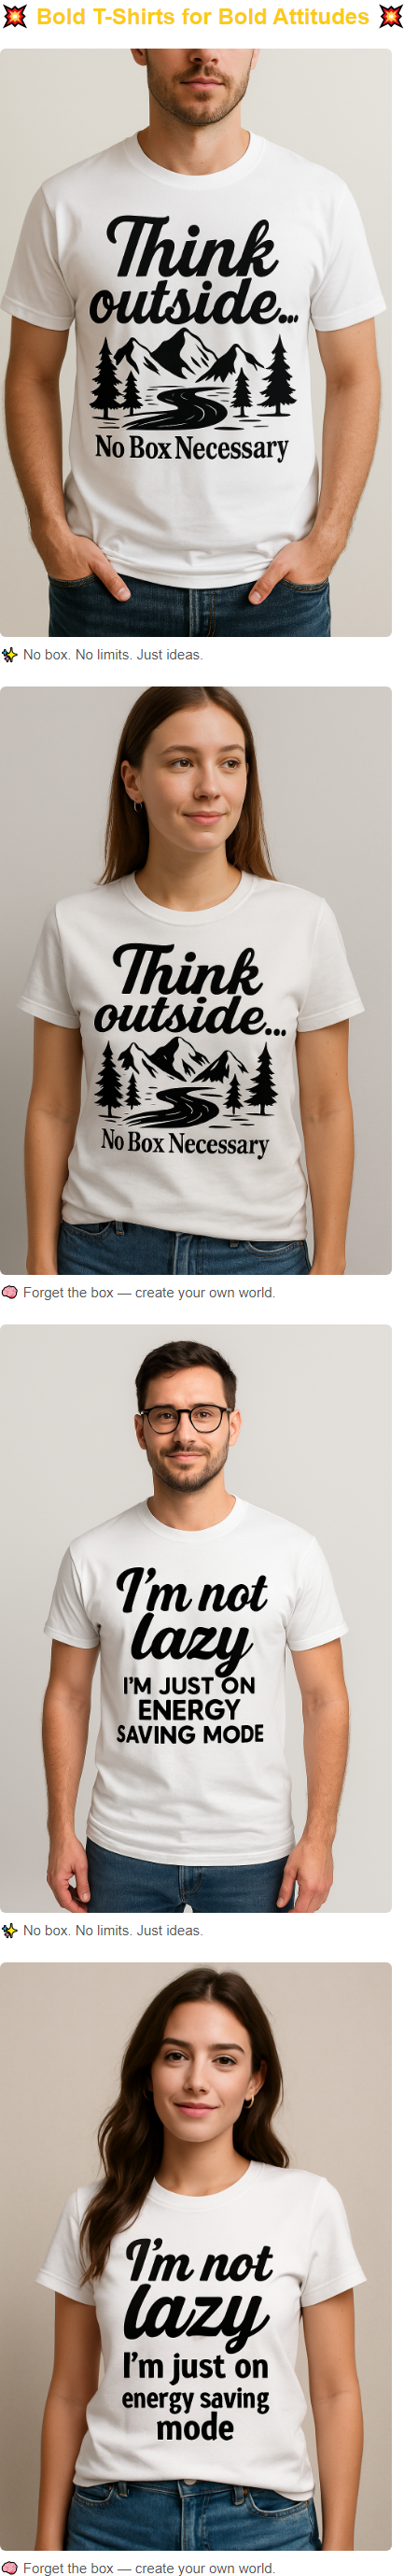 💥 Bold T-Shirts for Bold Attitudes 💥
Think
outside...
No Box Necessary
✨ No box. No limits. Just ideas.
Think
outside...
No Box Necessary
🧠 Forget the box — create your own world.
I'm not
lazy
I'M JUST ON
ENERGY
SAVING MODE
✨ No box. No limits. Just ideas.
I'm not
lazy
I'm just on
energy saving
mode
🧠 Forget the box — create your own world.